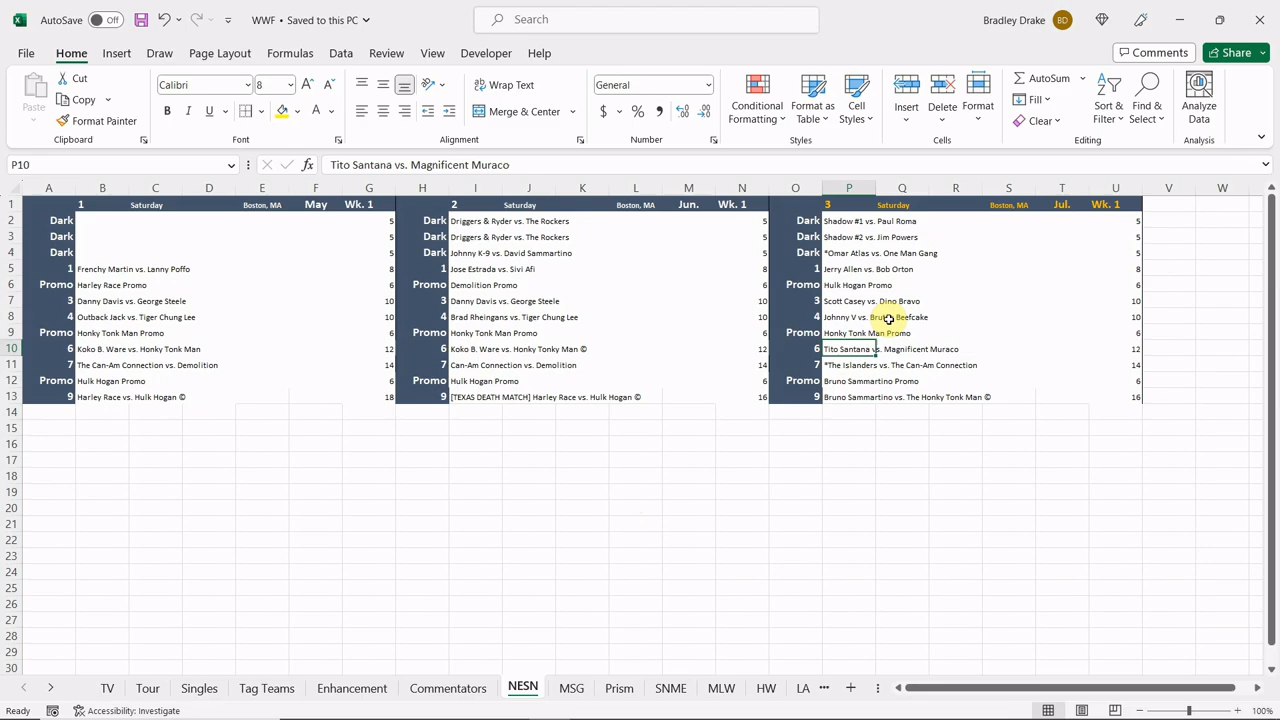 AutoSave Off WWF • Saved to this PC Search Bradley Drake BD
File Home Insert Draw Page Layout Formulas Data Review View Developer Help Comments Share
Paste Cut Copy Format Painter Clipboard
Calibri 8 B I U A Font
Wrap Text Merge & Center Alignment
General $ % , Number
Conditional Formatting Format as Table Cell Styles Styles
Insert Delete Format Cells
AutoSum Fill Clear Sort & Filter Find & Select Editing
Analyze Data Analysis
P10 fx Tito Santana vs. Magnificent Muraco
A B C D E F G H I J K L M N O P Q R S T U V W
1 1 Saturday Boston, MA May Wk. 1 2 Saturday Boston, MA Jun. Wk. 1 3 Saturday Boston, MA Jul. Wk. 1
2 Dark 5 Dark Driggers & Ryder vs. The Rockers 5 Dark Shadow #1 vs. Paul Roma 5
3 Dark 5 Dark Driggers & Ryder vs. The Rockers 5 Dark Shadow #2 vs. Jim Powers 5
4 Dark 5 Dark Johnny K-9 vs. David Sammartino 5 Dark *Omar Atlas vs. One Man Gang 5
5 1 Frenchy Martin vs. Lanny Poffo 8 1 Jose Estrada vs. Sivi Afi 8 1 Jerry Allen vs. Bob Orton 8
6 Promo Harley Race Promo 6 Promo Demolition Promo 6 Promo Hulk Hogan Promo 6
7 3 Danny Davis vs. George Steele 10 3 Danny Davis vs. George Steele 10 3 Scott Casey vs. Dino Bravo 10
8 4 Outback Jack vs. Tiger Chung Lee 10 4 Brad Rheingans vs. Tiger Chung Lee 10 4 Johnny V vs. Brutus Beefcake 10
9 Promo Honky Tonk Man Promo 6 Promo Honky Tonk Man Promo 6 Promo Honky Tonk Man Promo 6
10 6 Koko B. Ware vs. Honky Tonk Man 12 6 Koko B. Ware vs. Honky Tonky Man © 12 6 Tito Santana vs. Magnificent Muraco 12
11 7 The Can-Am Connection vs. Demolition 14 7 Can-Am Connection vs. Demolition 14 7 *The Islanders vs. The Can-Am Connection 14
12 Promo Hulk Hogan Promo 6 Promo Hulk Hogan Promo 6 Promo Bruno Sammartino Promo 6
13 9 Harley Race vs. Hulk Hogan © 18 9 [TEXAS DEATH MATCH] Harley Race vs. Hulk Hogan © 16 9 Bruno Sammartino vs. The Honky Tonk Man © 16
14
15
16
17
18
19
20
21
22
23
24
25
26
27
28
29
30
TV Tour Singles Tag Teams Enhancement Commentators NESN MSG Prism SNME MLW HW LA
Ready Accessibility: Investigate 100%